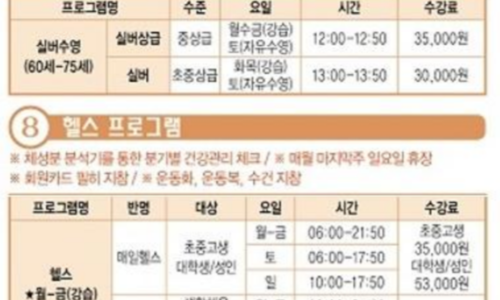 프로그램명 수준 요일 시간 수강료
실버수영 (60세-75세) 실버상급 중상급 월수금(강습) 토(자유수영) 12:00-12:50 35,000원
실버 초중상급 화목(강습) 토(자유수영) 13:00-13:50 30,000원
8 헬스 프로그램
※ 체성분 분석기를 통한 분기별 건강관리 체크 / ※ 매월 마지막주 일요일 휴장
※ 회원카드 필히 지참 / ※ 운동화, 운동복, 수건 지참
프로그램명 반명 대상 요일 시간 수강료
헬스 ★월-금(강습) 매일헬스 초중고생 대학생/성인 월-금 06:00-21:50 초중고생 35,000원 대학생/성인 53,000원
토 06:00-17:50
일 10:00-17:50